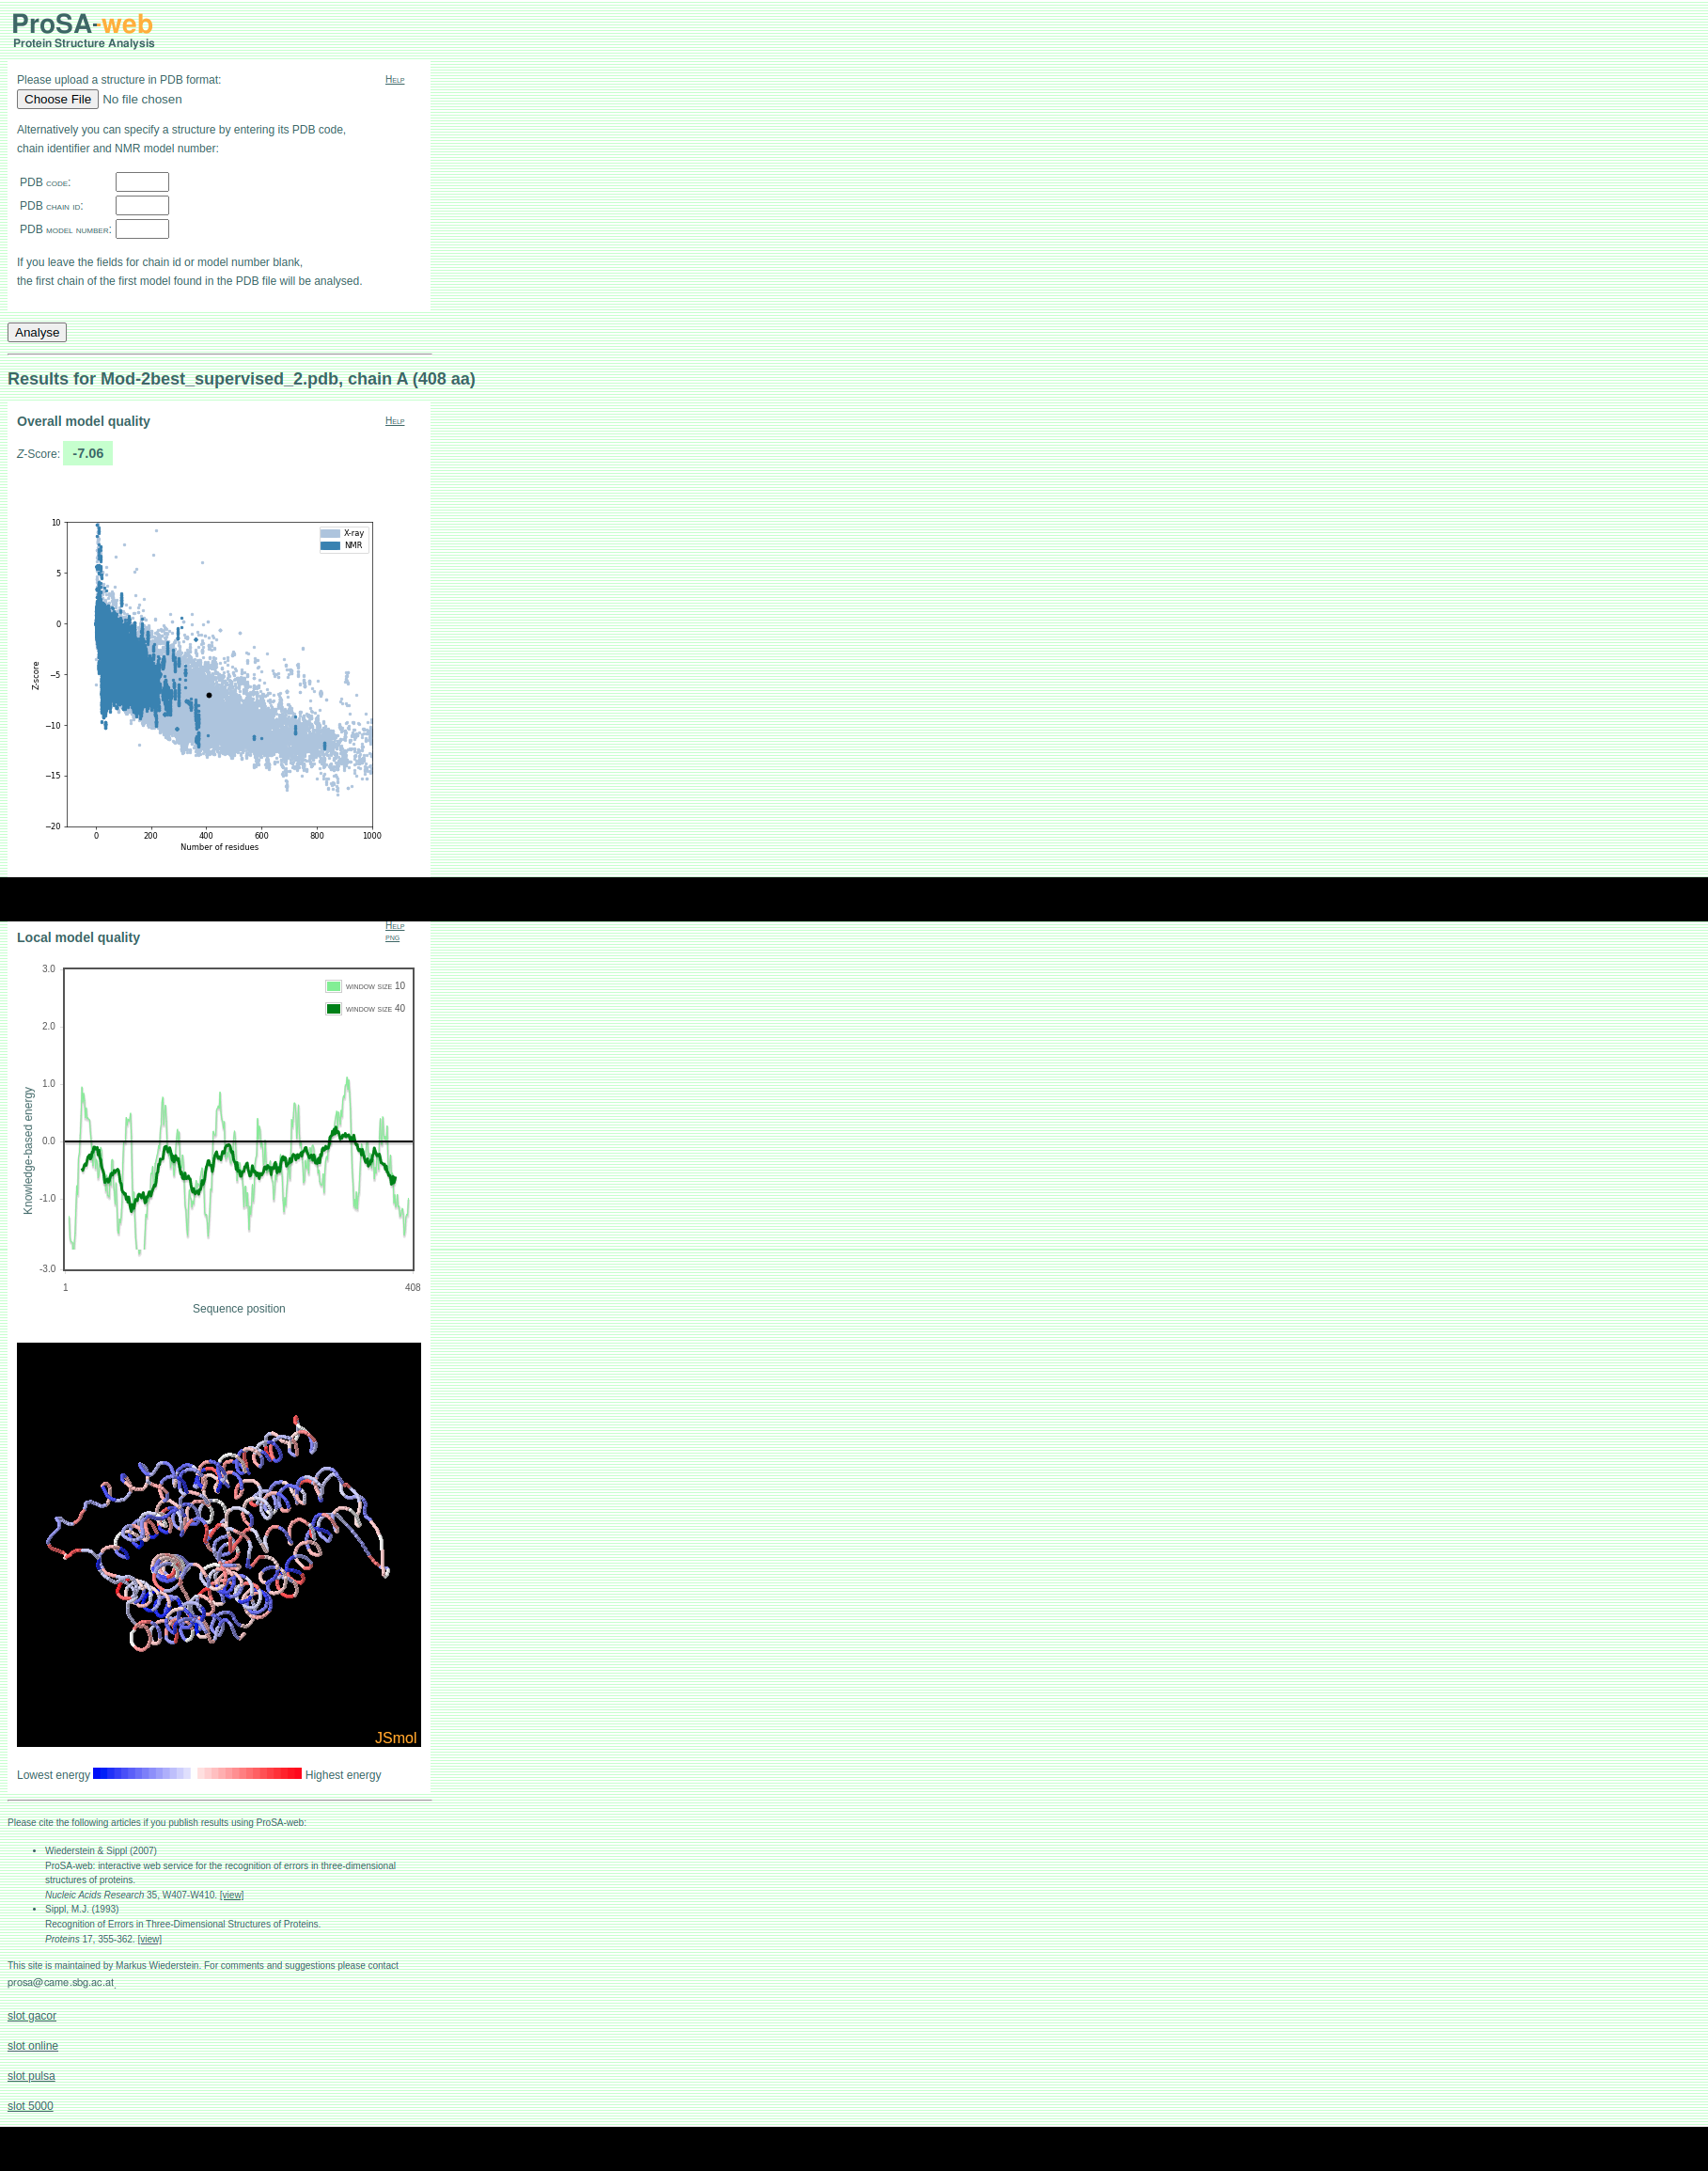 ProSA-web
Protein Structure Analysis
Please upload a structure in PDB format:
Help
Choose File No file chosen
Alternatively you can specify a structure by entering its PDB code,
chain identifier and NMR model number:
PDB code:
PDB chain id:
PDB model number:
If you leave the fields for chain id or model number blank,
the first chain of the first model found in the PDB file will be analysed.
Analyse
Results for Mod-2best_supervised_2.pdb, chain A (408 aa)
Overall model quality
Help
Z-Score: -7.06
10
5
0
−5
−10
−15
−20
Z-score
X-ray
NMR
0 200 400 600 800 1000
Number of residues
Help
Local model quality
png
3.0
2.0
1.0
0.0
-1.0
-3.0
Knowledge-based energy
window size 10
window size 40
1 408
Sequence position
JSmol
Lowest energy Highest energy
Please cite the following articles if you publish results using ProSA-web:
• Wiederstein & Sippl (2007)
ProSA-web: interactive web service for the recognition of errors in three-dimensional
structures of proteins.
Nucleic Acids Research 35, W407-W410. [view]
• Sippl, M.J. (1993)
Recognition of Errors in Three-Dimensional Structures of Proteins.
Proteins 17, 355-362. [view]
This site is maintained by Markus Wiederstein. For comments and suggestions please contact
prosa@came.sbg.ac.at.
slot gacor
slot online
slot pulsa
slot 5000